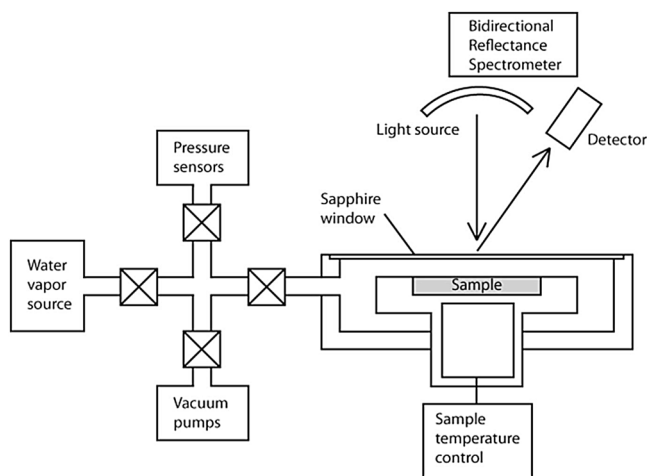 Bidirectional
Reflectance
Spectrometer
Light source
Detector
Pressure
sensors
Sapphire
window
Water
vapor
source
Sample
Vacuum
pumps
Sample
temperature
control